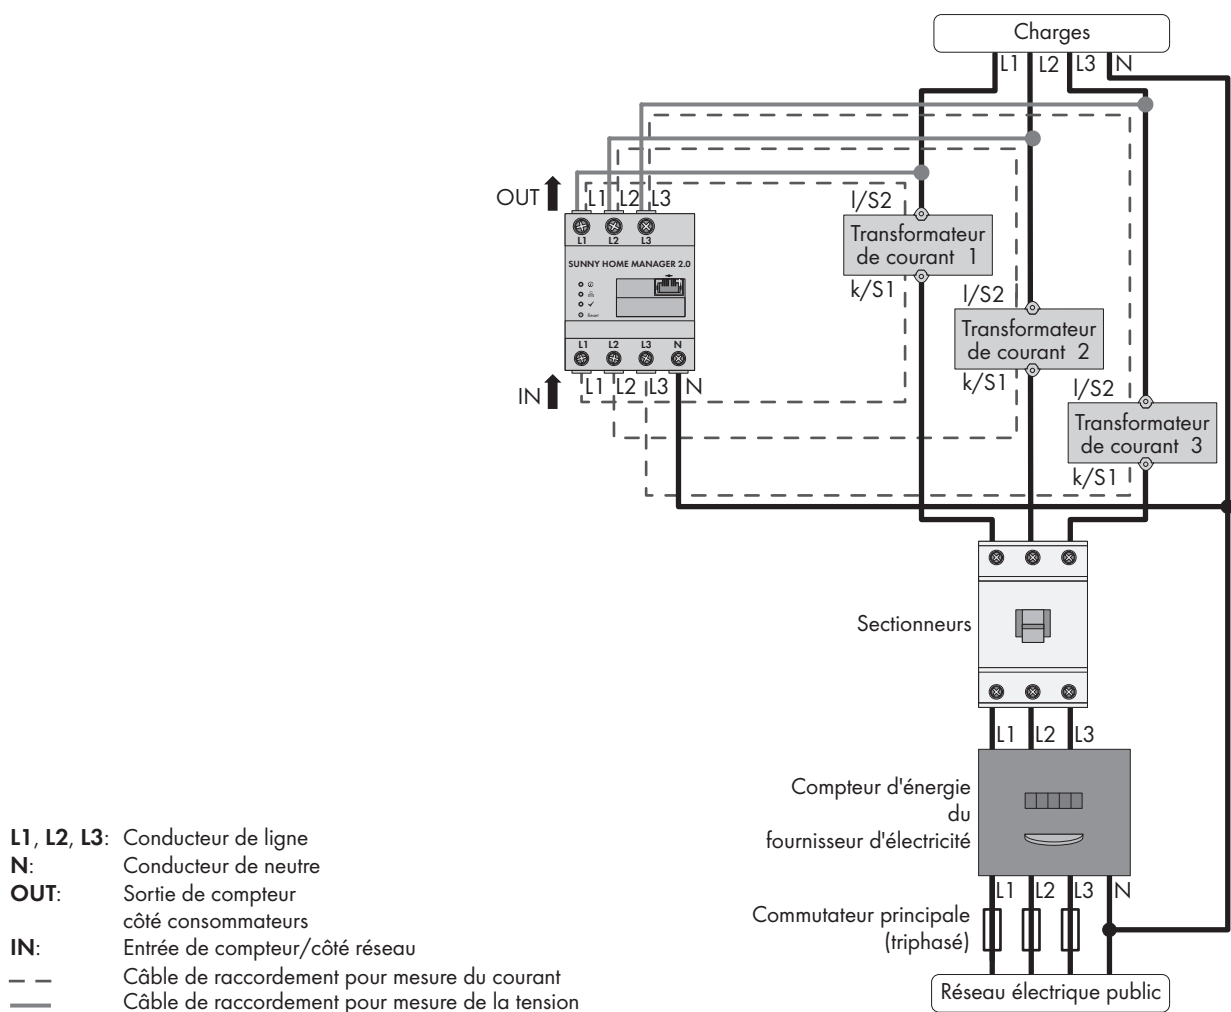 Charges
L1 L2 L3 N
OUT L1 L2 L3
L1 L2 L3
SUNNY HOME MANAGER 2.0
Reset
L1 L2 L3 N
IN L1 L2 L3 N
l/S2
Transformateur
de courant 1
k/S1
l/S2
Transformateur
de courant 2
k/S1
l/S2
Transformateur
de courant 3
k/S1
Sectionneurs
L1 L2 L3
Compteur d'énergie
du
fournisseur d'électricité
L1 L2 L3 N
Commutateur principale
(triphasé)
Réseau électrique public
L1, L2, L3: Conducteur de ligne
N: Conducteur de neutre
OUT: Sortie de compteur
côté consommateurs
IN: Entrée de compteur/côté réseau
Câble de raccordement pour mesure du courant
Câble de raccordement pour mesure de la tension